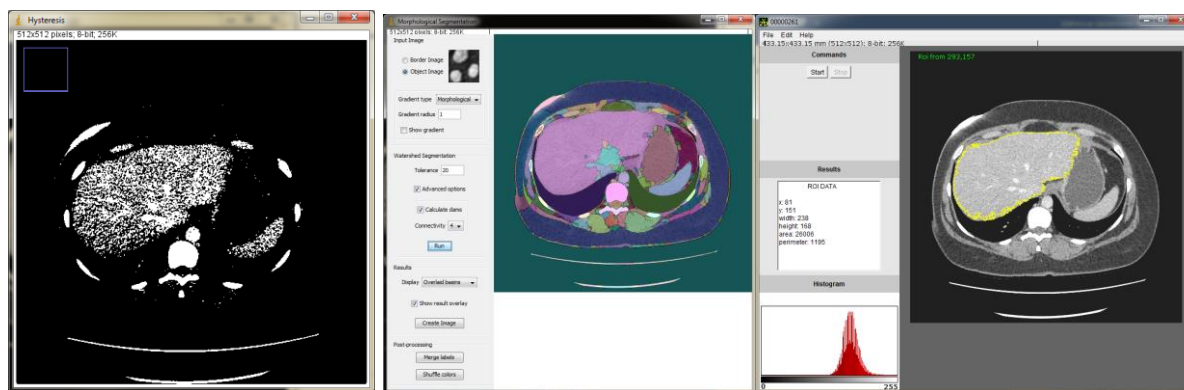 Hysteresis
512x512 pixels; 8-bit; 256K
Morphological Segmentation
512x512 pixels; 8-bit; 256K
Input Image
Border Image
Object Image
Gradient type Morphological
Gradient radius 1
Show gradient
Watershed Segmentation
Tolerance 20
Advanced options
Calculate dams
Connectivity 4
Run
Results
Display Overlaid basins
Show result overlay
Create Image
Post-processing
Merge labels
Shuffle colors
00000261
File Edit Help
433.15x433.15 mm (512x512); 8-bit; 256K
Commands
Start Stop
Results
ROI DATA
x: 81
y: 151
width: 238
height: 168
area: 26006
perimeter: 1195
Histogram
0 255
Roi from 293,157